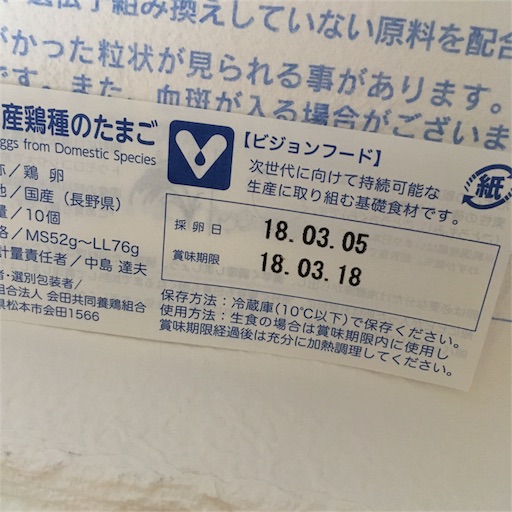 組み換えしていない原料を配合
がかった粒状が見られる事があります。
です。また、血斑が入る場合がございま
産鶏種のたまご
ggs from Domestic Species
称／鶏 卵
地／国産（長野県）
量／10個
格／MS52g〜LL76g
計量責任者／中島 達夫
者・選別包装者／
組合法人 会田共同養鶏組合
県松本市会田1566
【ビジョンフード】
次世代に向けて持続可能な
生産に取り組む基礎食材です。
紙
採卵日 18.03.05
賞味期限 18.03.18
保存方法：冷蔵庫（10℃以下）で保存ください。
使用方法：生食の場合は賞味期限内に使用し
賞味期限経過後は充分に加熱調理してください。